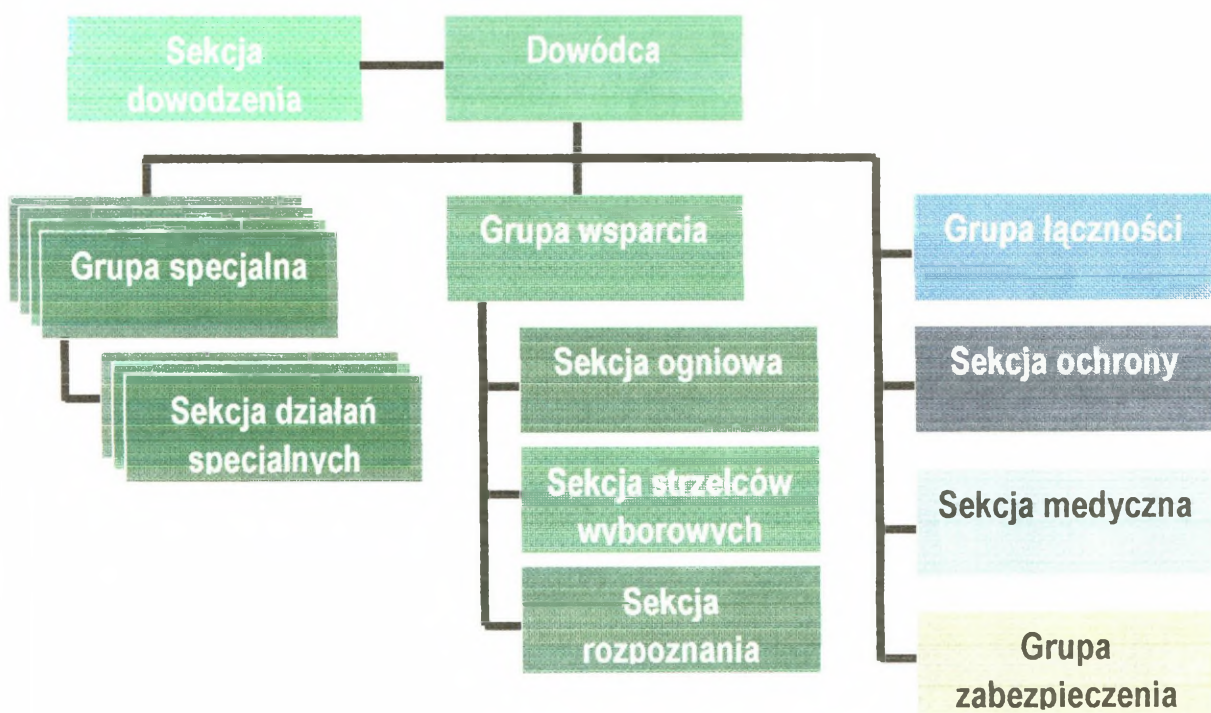 Sekcja
dowodzenia
Dowódca
Grupa specjalna
Sekcja działań
specjalnych
Grupa wsparcia
Sekcja ogniowa
Sekcja strzelców
wyborowych
Sekcja
rozpoznania
Grupa łączności
Sekcja ochrony
Sekcja medyczna
Grupa
zabezpieczenia